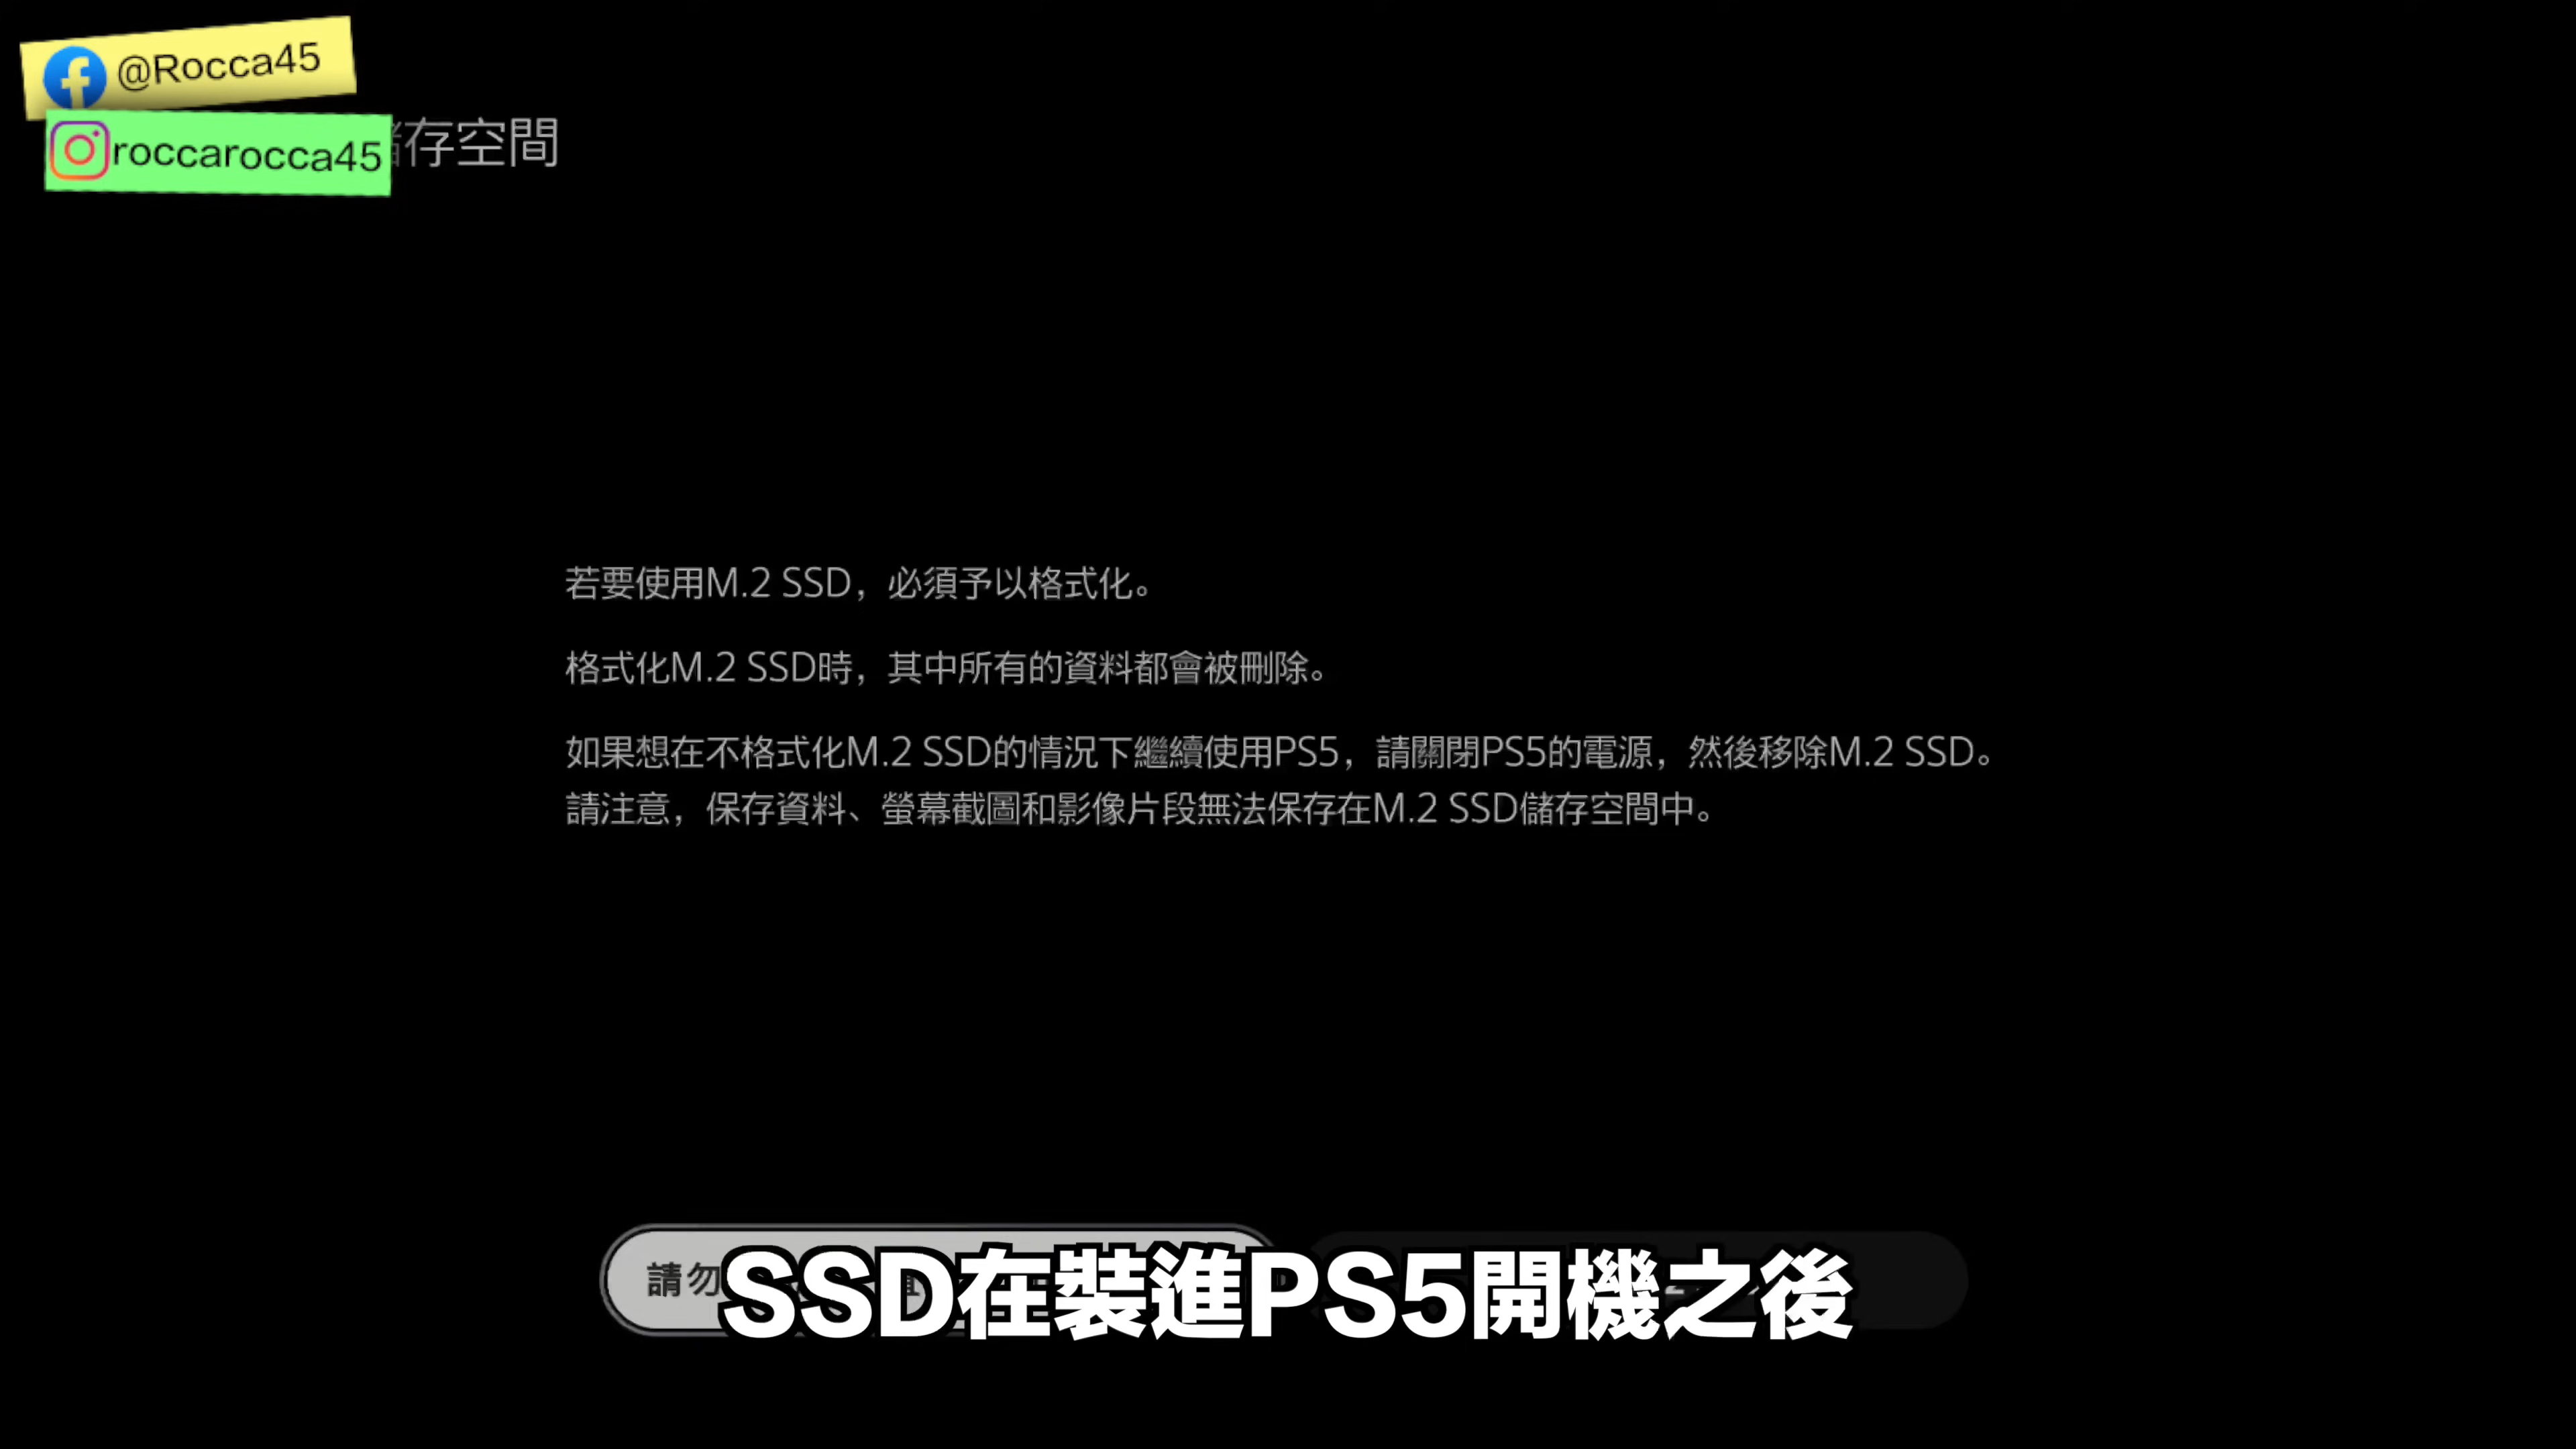 @Rocca45
roccarocca45
存空間
若要使用M.2 SSD，必須予以格式化。
格式化M.2 SSD時，其中所有的資料都會被刪除。
如果想在不格式化M.2 SSD的情況下繼續使用PS5，請關閉PS5的電源，然後移除M.2 SSD。
請注意，保存資料、螢幕截圖和影像片段無法保存在M.2 SSD儲存空間中。
請勿
SSD在裝進PS5開機之後